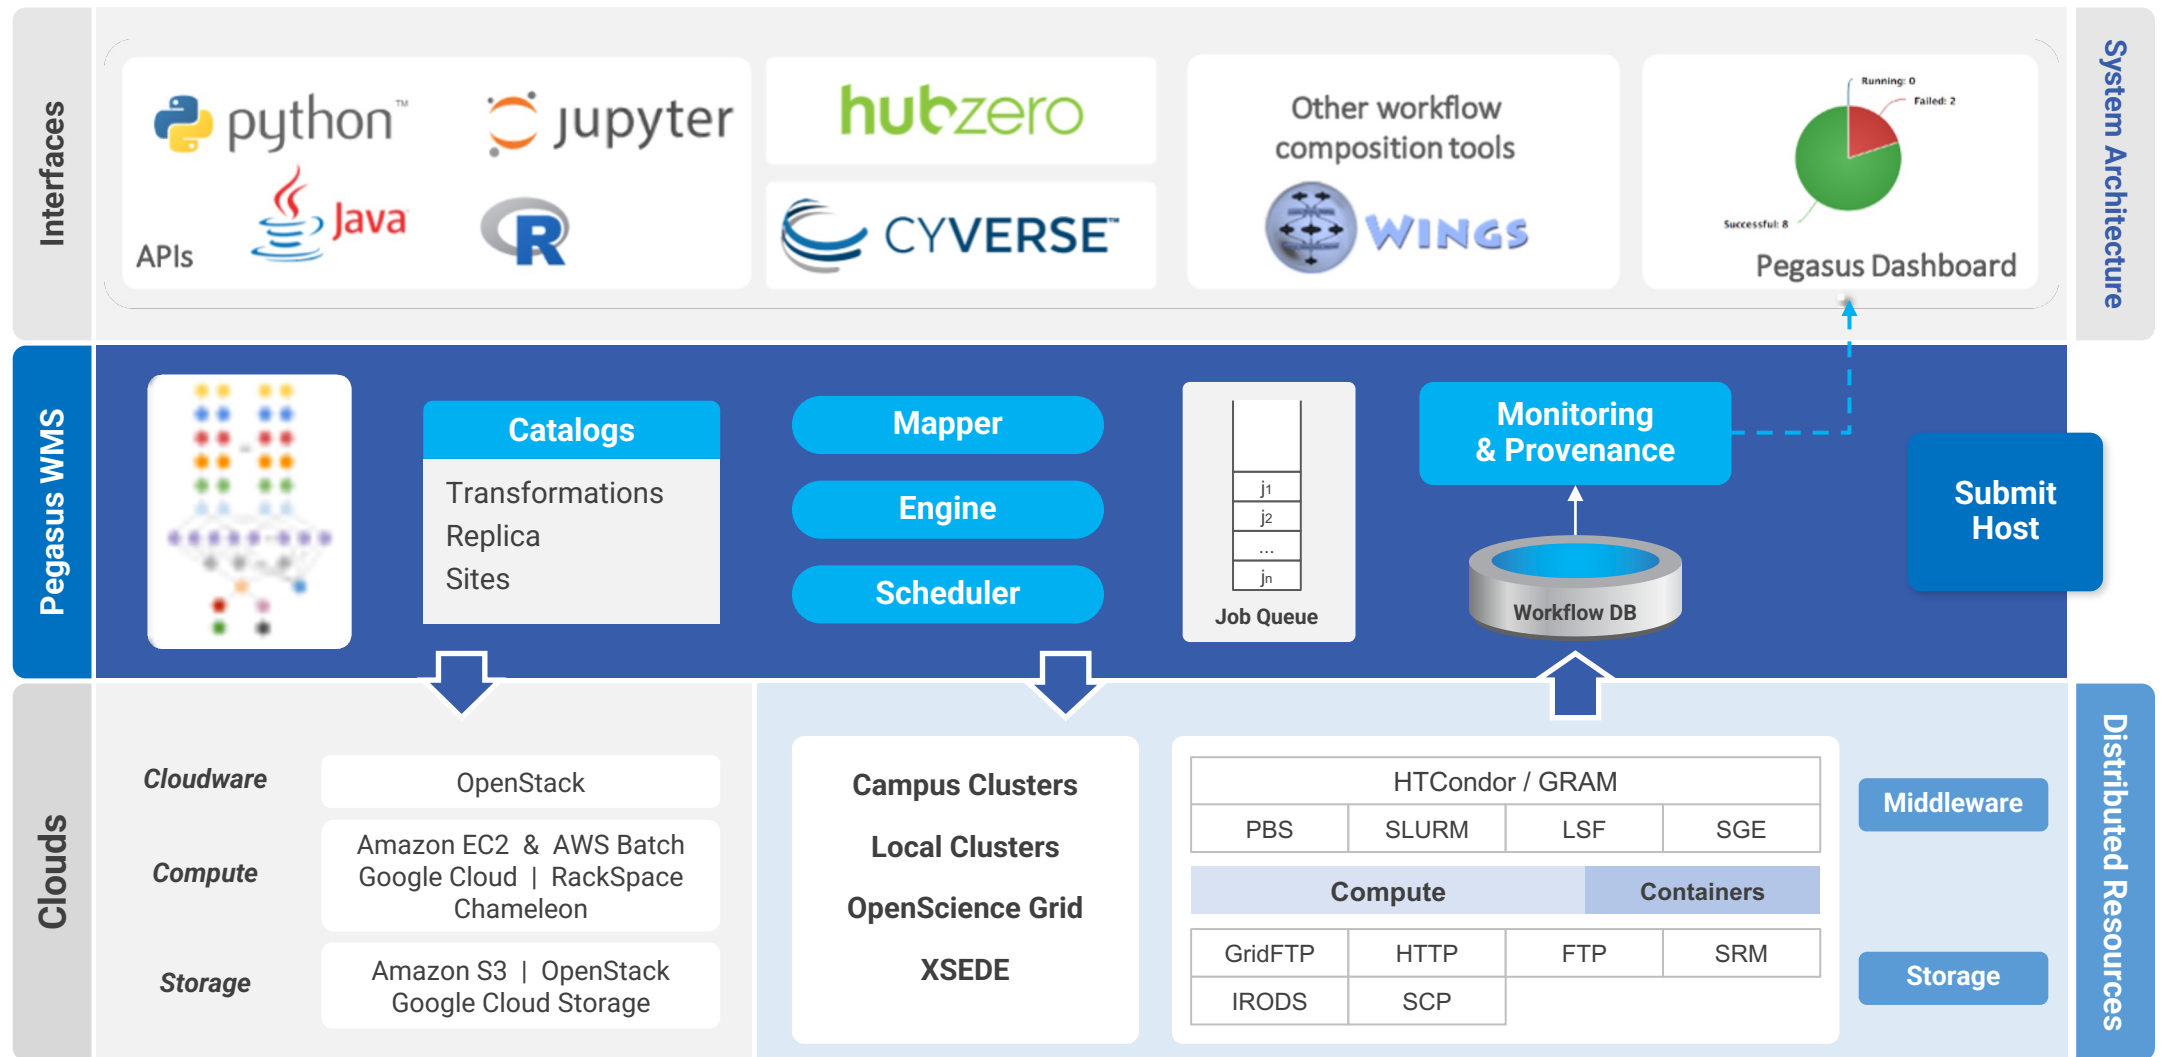 Interfaces
System Architecture
python™
jupyter
Java
R
APIs
hubzero
CYVERSE™
Other workflow
composition tools
WINGS
Running: 0
Failed: 2
Successful: 8
Pegasus Dashboard
Pegasus WMS
Catalogs
Transformations
Replica
Sites
Mapper
Engine
Scheduler
j1
j2
...
jn
Job Queue
Monitoring
& Provenance
Workflow DB
Submit
Host
Clouds
Cloudware
OpenStack
Compute
Amazon EC2 & AWS Batch
Google Cloud | RackSpace
Chameleon
Storage
Amazon S3 | OpenStack
Google Cloud Storage
Campus Clusters
Local Clusters
OpenScience Grid
XSEDE
HTCondor / GRAM
PBS SLURM LSF SGE
Compute Containers
GridFTP HTTP FTP SRM
IRODS SCP
Middleware
Storage
Distributed Resources